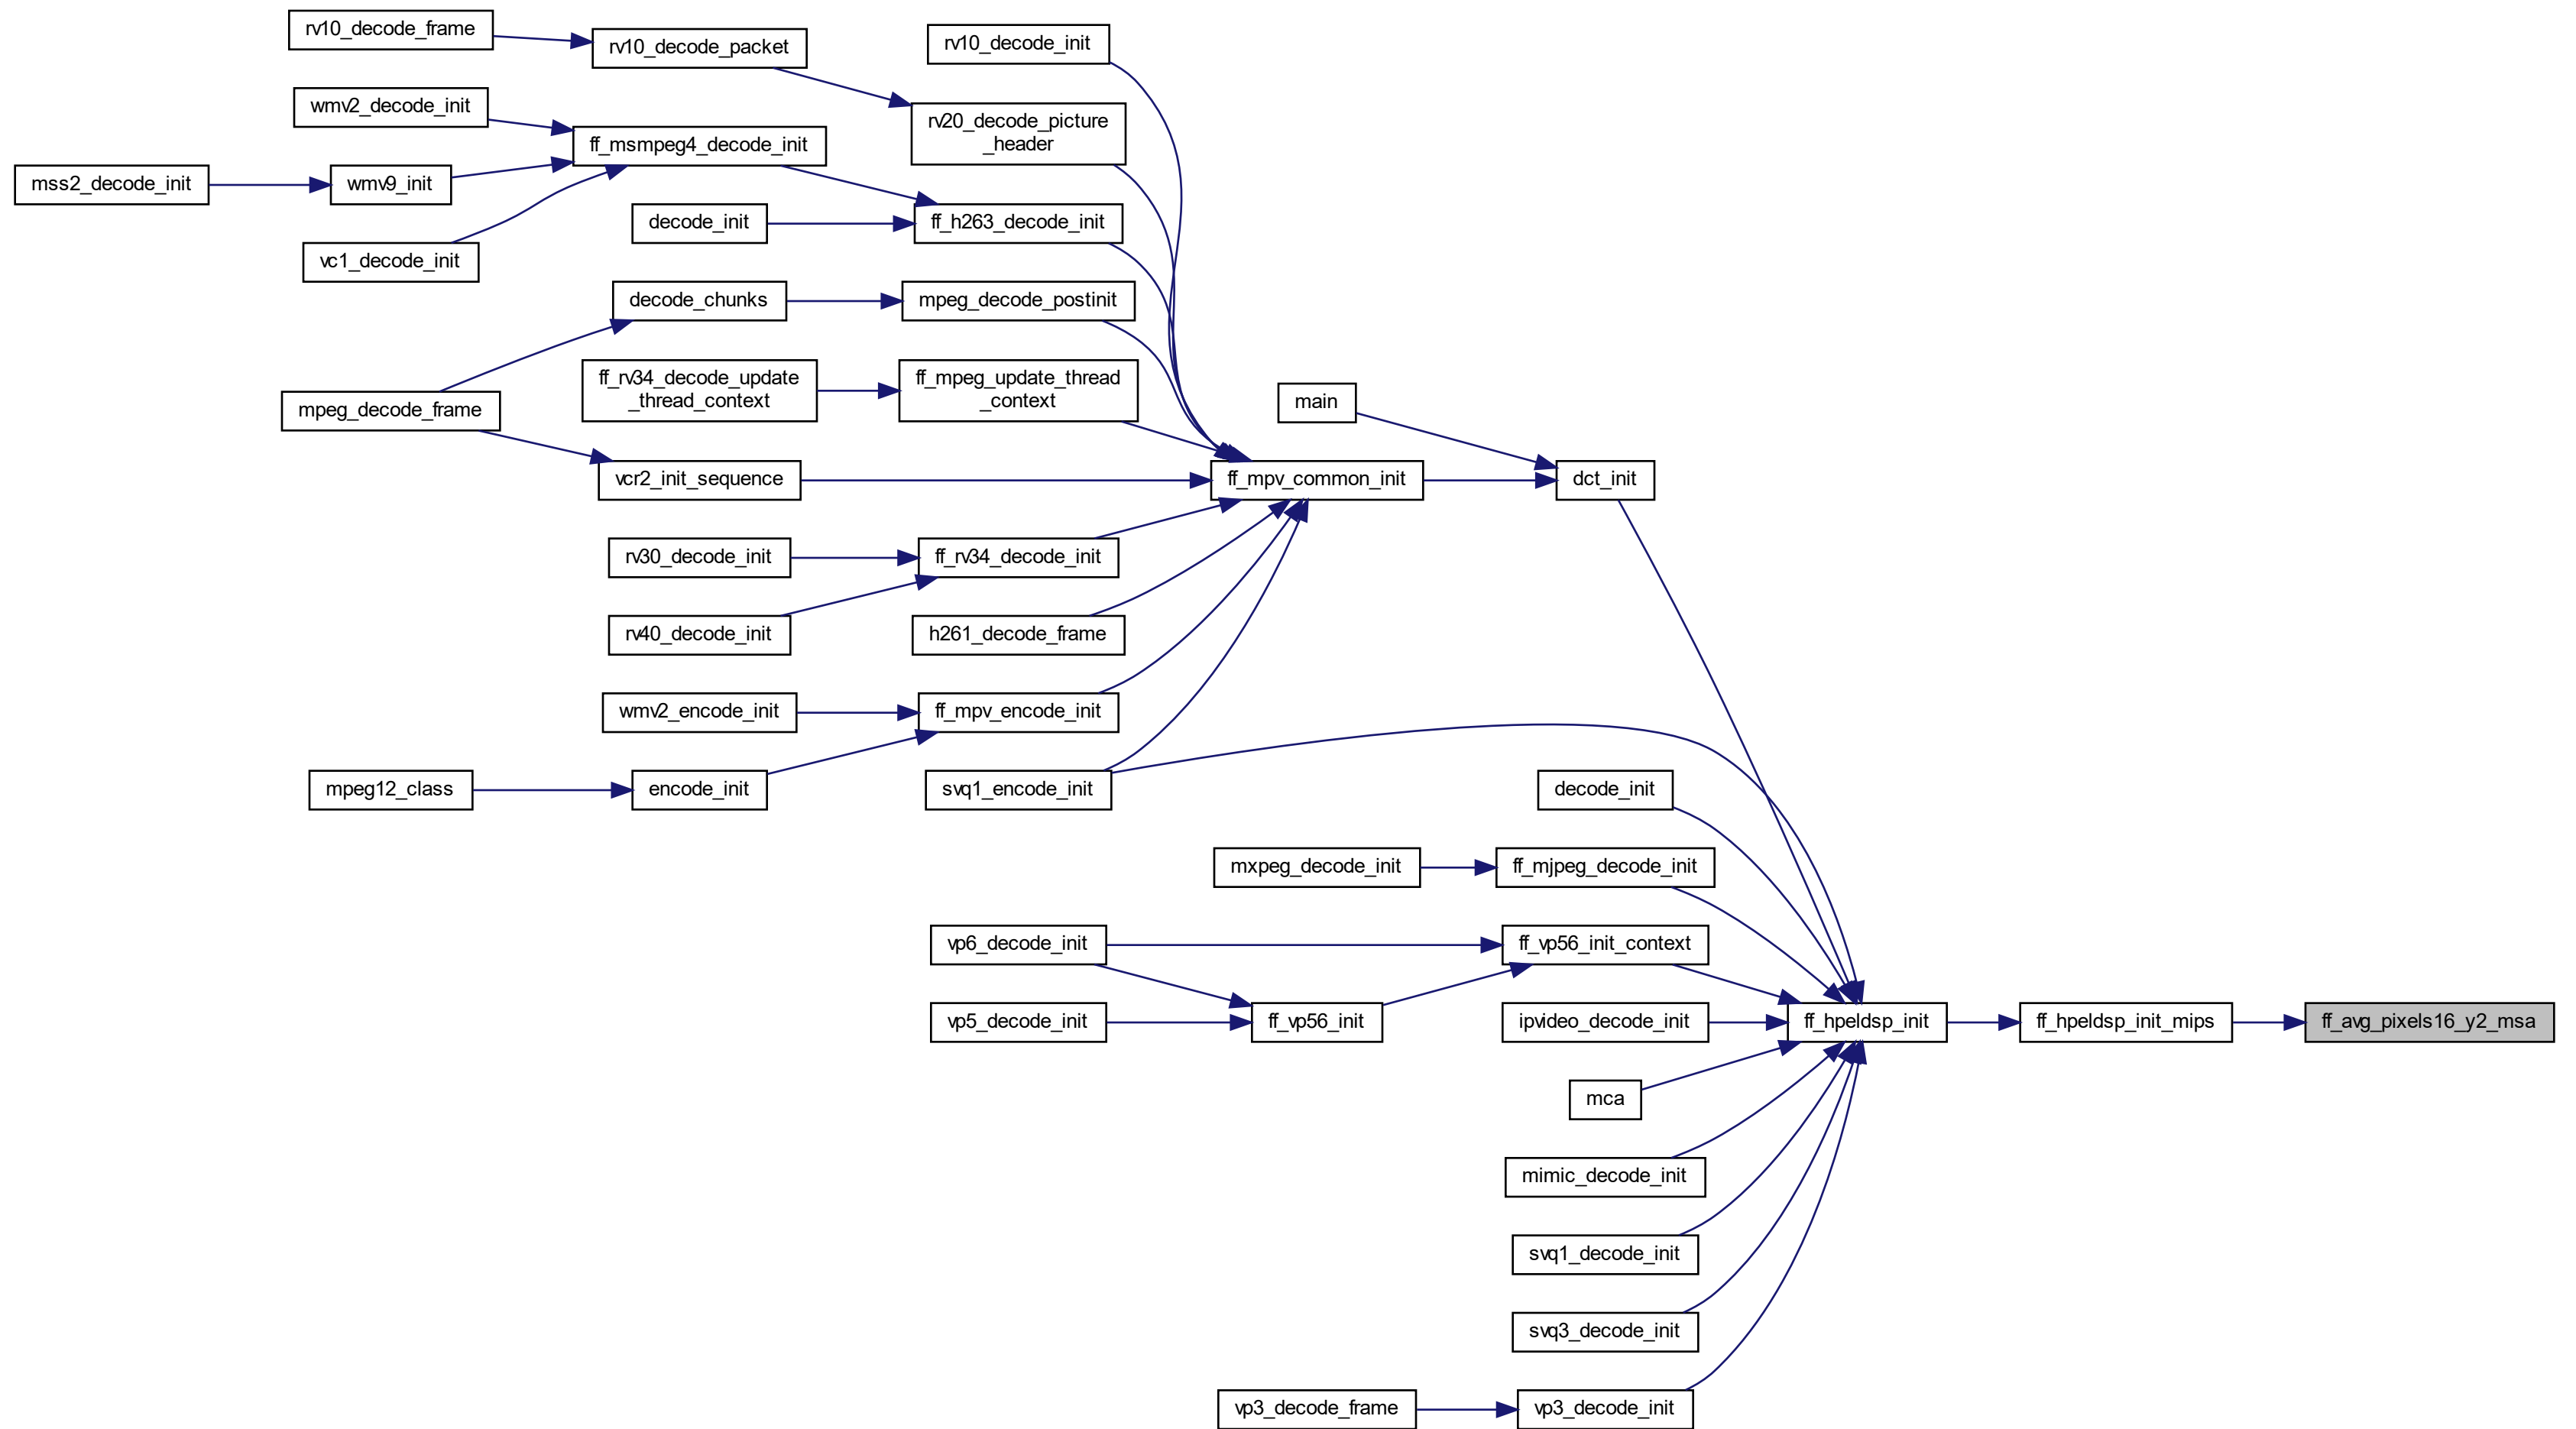 rv10_decode_frame
rv10_decode_packet
rv10_decode_init
wmv2_decode_init
rv20_decode_picture
_header
ff_msmpeg4_decode_init
mss2_decode_init
wmv9_init
decode_init
ff_h263_decode_init
vc1_decode_init
decode_chunks
mpeg_decode_postinit
ff_rv34_decode_update
_thread_context
ff_mpeg_update_thread
_context
main
mpeg_decode_frame
vcr2_init_sequence
ff_mpv_common_init
dct_init
rv30_decode_init
ff_rv34_decode_init
rv40_decode_init
h261_decode_frame
wmv2_encode_init
ff_mpv_encode_init
mpeg12_class
encode_init
svq1_encode_init
decode_init
mxpeg_decode_init
ff_mjpeg_decode_init
vp6_decode_init
ff_vp56_init_context
vp5_decode_init
ff_vp56_init
ipvideo_decode_init
ff_hpeldsp_init
ff_hpeldsp_init_mips
ff_avg_pixels16_y2_msa
mca
mimic_decode_init
svq1_decode_init
svq3_decode_init
vp3_decode_frame
vp3_decode_init